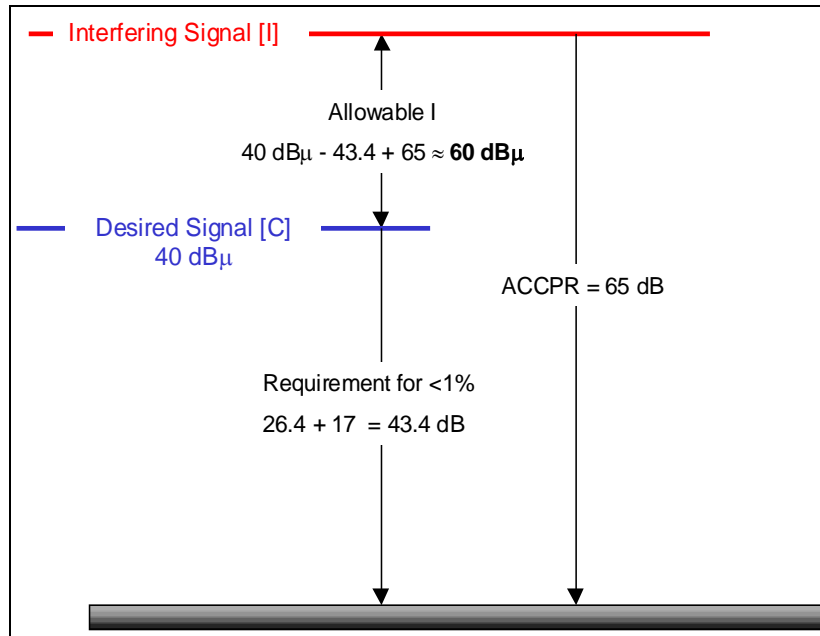 Interfering Signal [I]
Allowable I
40 dBμ - 43.4 + 65 ≈ 60 dBμ
Desired Signal [C]
40 dBμ
ACCPR = 65 dB
Requirement for <1%
26.4 + 17 = 43.4 dB